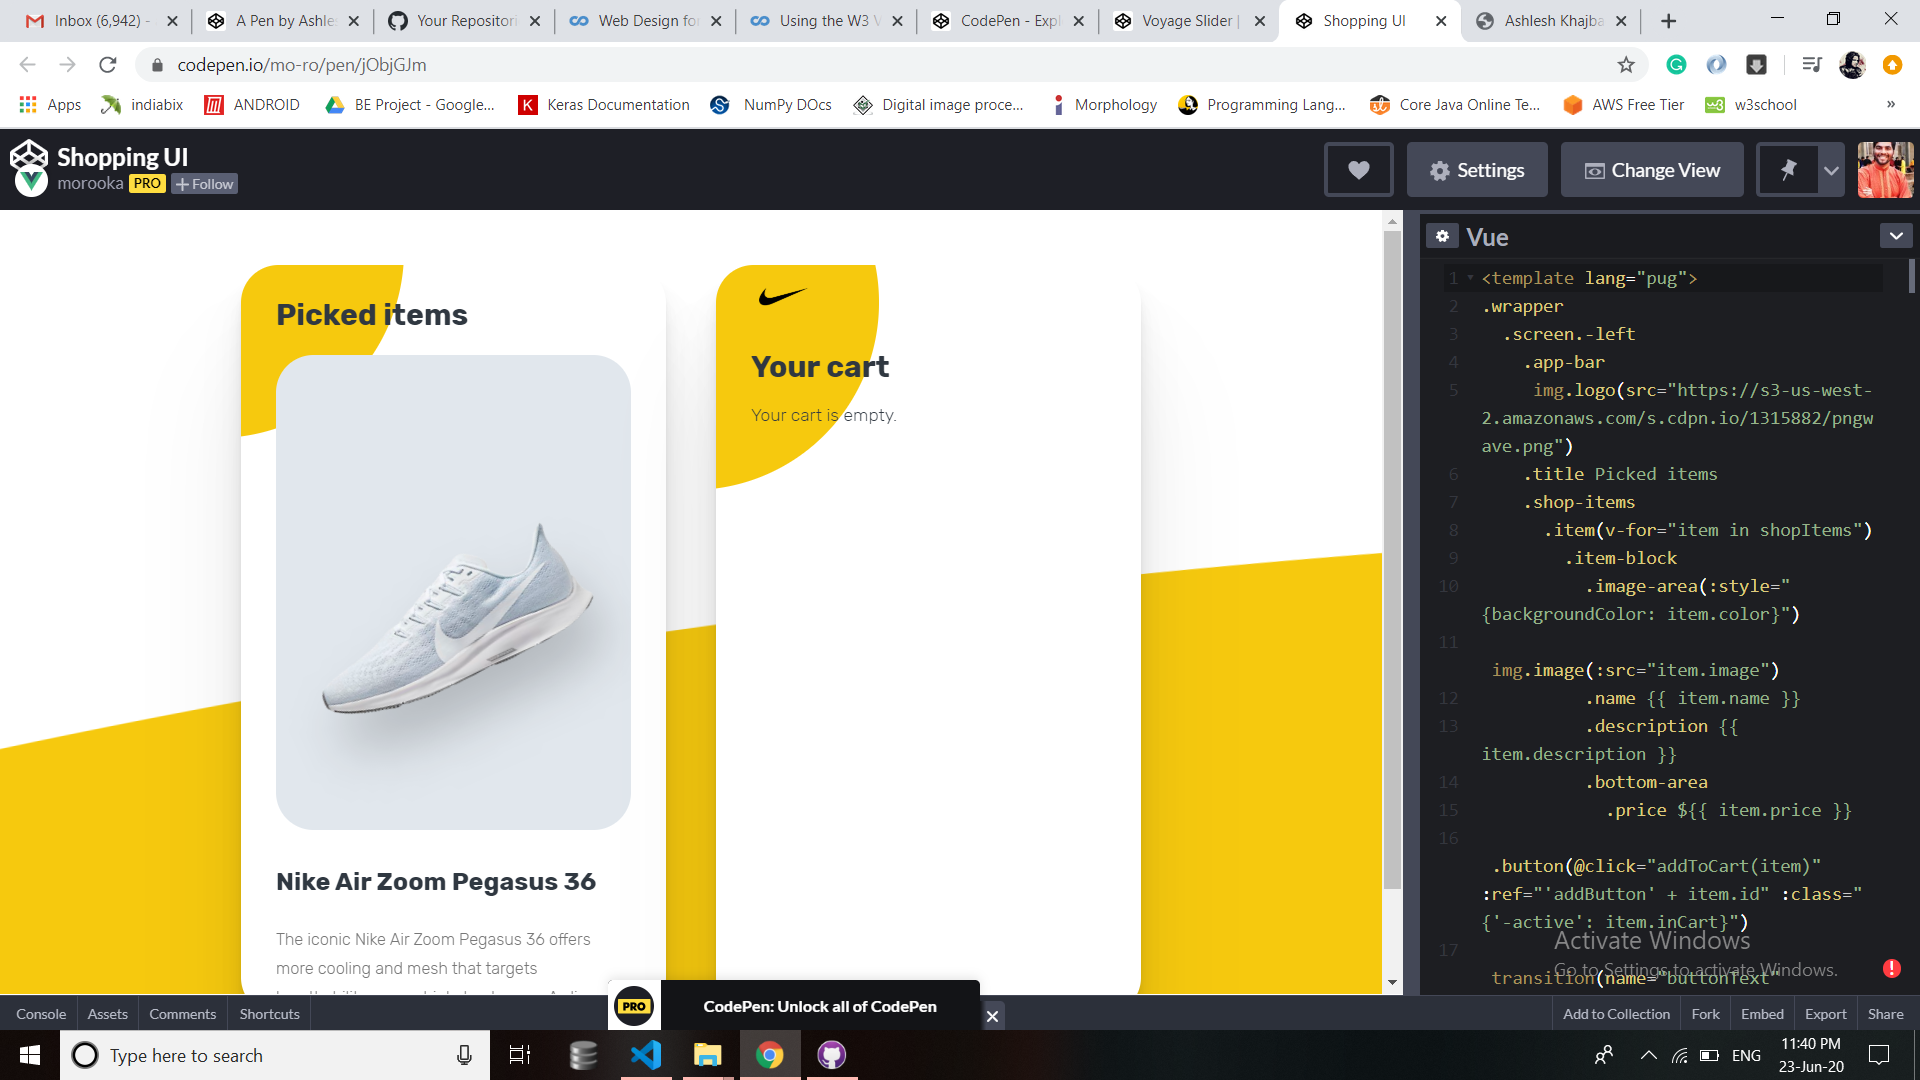 Inbox (6,942) -
A Pen by Ashles
Your Repositori
Web Design fo
Using the W3 V
CodePen - Expl
Voyage Slider |
Shopping UI
Ashlesh Khajba
codepen.io/mo-ro/pen/jObjGJm
Apps
indiabix
ANDROID
BE Project - Google...
Keras Documentation
NumPy DOcs
Digital image proce...
Morphology
Programming Lang...
Core Java Online Te...
AWS Free Tier
w3school
»
Shopping UI
morooka PRO + Follow
Settings
Change View
Picked items
Nike Air Zoom Pegasus 36
The iconic Nike Air Zoom Pegasus 36 offers
more cooling and mesh that targets
Your cart
Your cart is empty.
Vue
1 <template lang="pug">
2 .wrapper
3 .screen.-left
4 .app-bar
5 img.logo(src="https://s3-us-west-
2.amazonaws.com/s.cdpn.io/1315882/pngw
ave.png")
6 .title Picked items
7 .shop-items
8 .item(v-for="item in shopItems")
9 .item-block
10 .image-area(:style="
{backgroundColor: item.color}")
11
img.image(:src="item.image")
12 .name {{ item.name }}
13 .description {{
item.description }}
14 .bottom-area
15 .price ${{ item.price }}
16
.button(@click="addToCart(item)"
:ref="'addButton' + item.id" :class="
{'-active': item.inCart}")
17
transition(name="buttonText"
Activate Windows
Go to Settings to activate Windows.
Console
Assets
Comments
Shortcuts
PRO
CodePen: Unlock all of CodePen
Add to Collection
Fork
Embed
Export
Share
Type here to search
ENG
11:40 PM
23-Jun-20